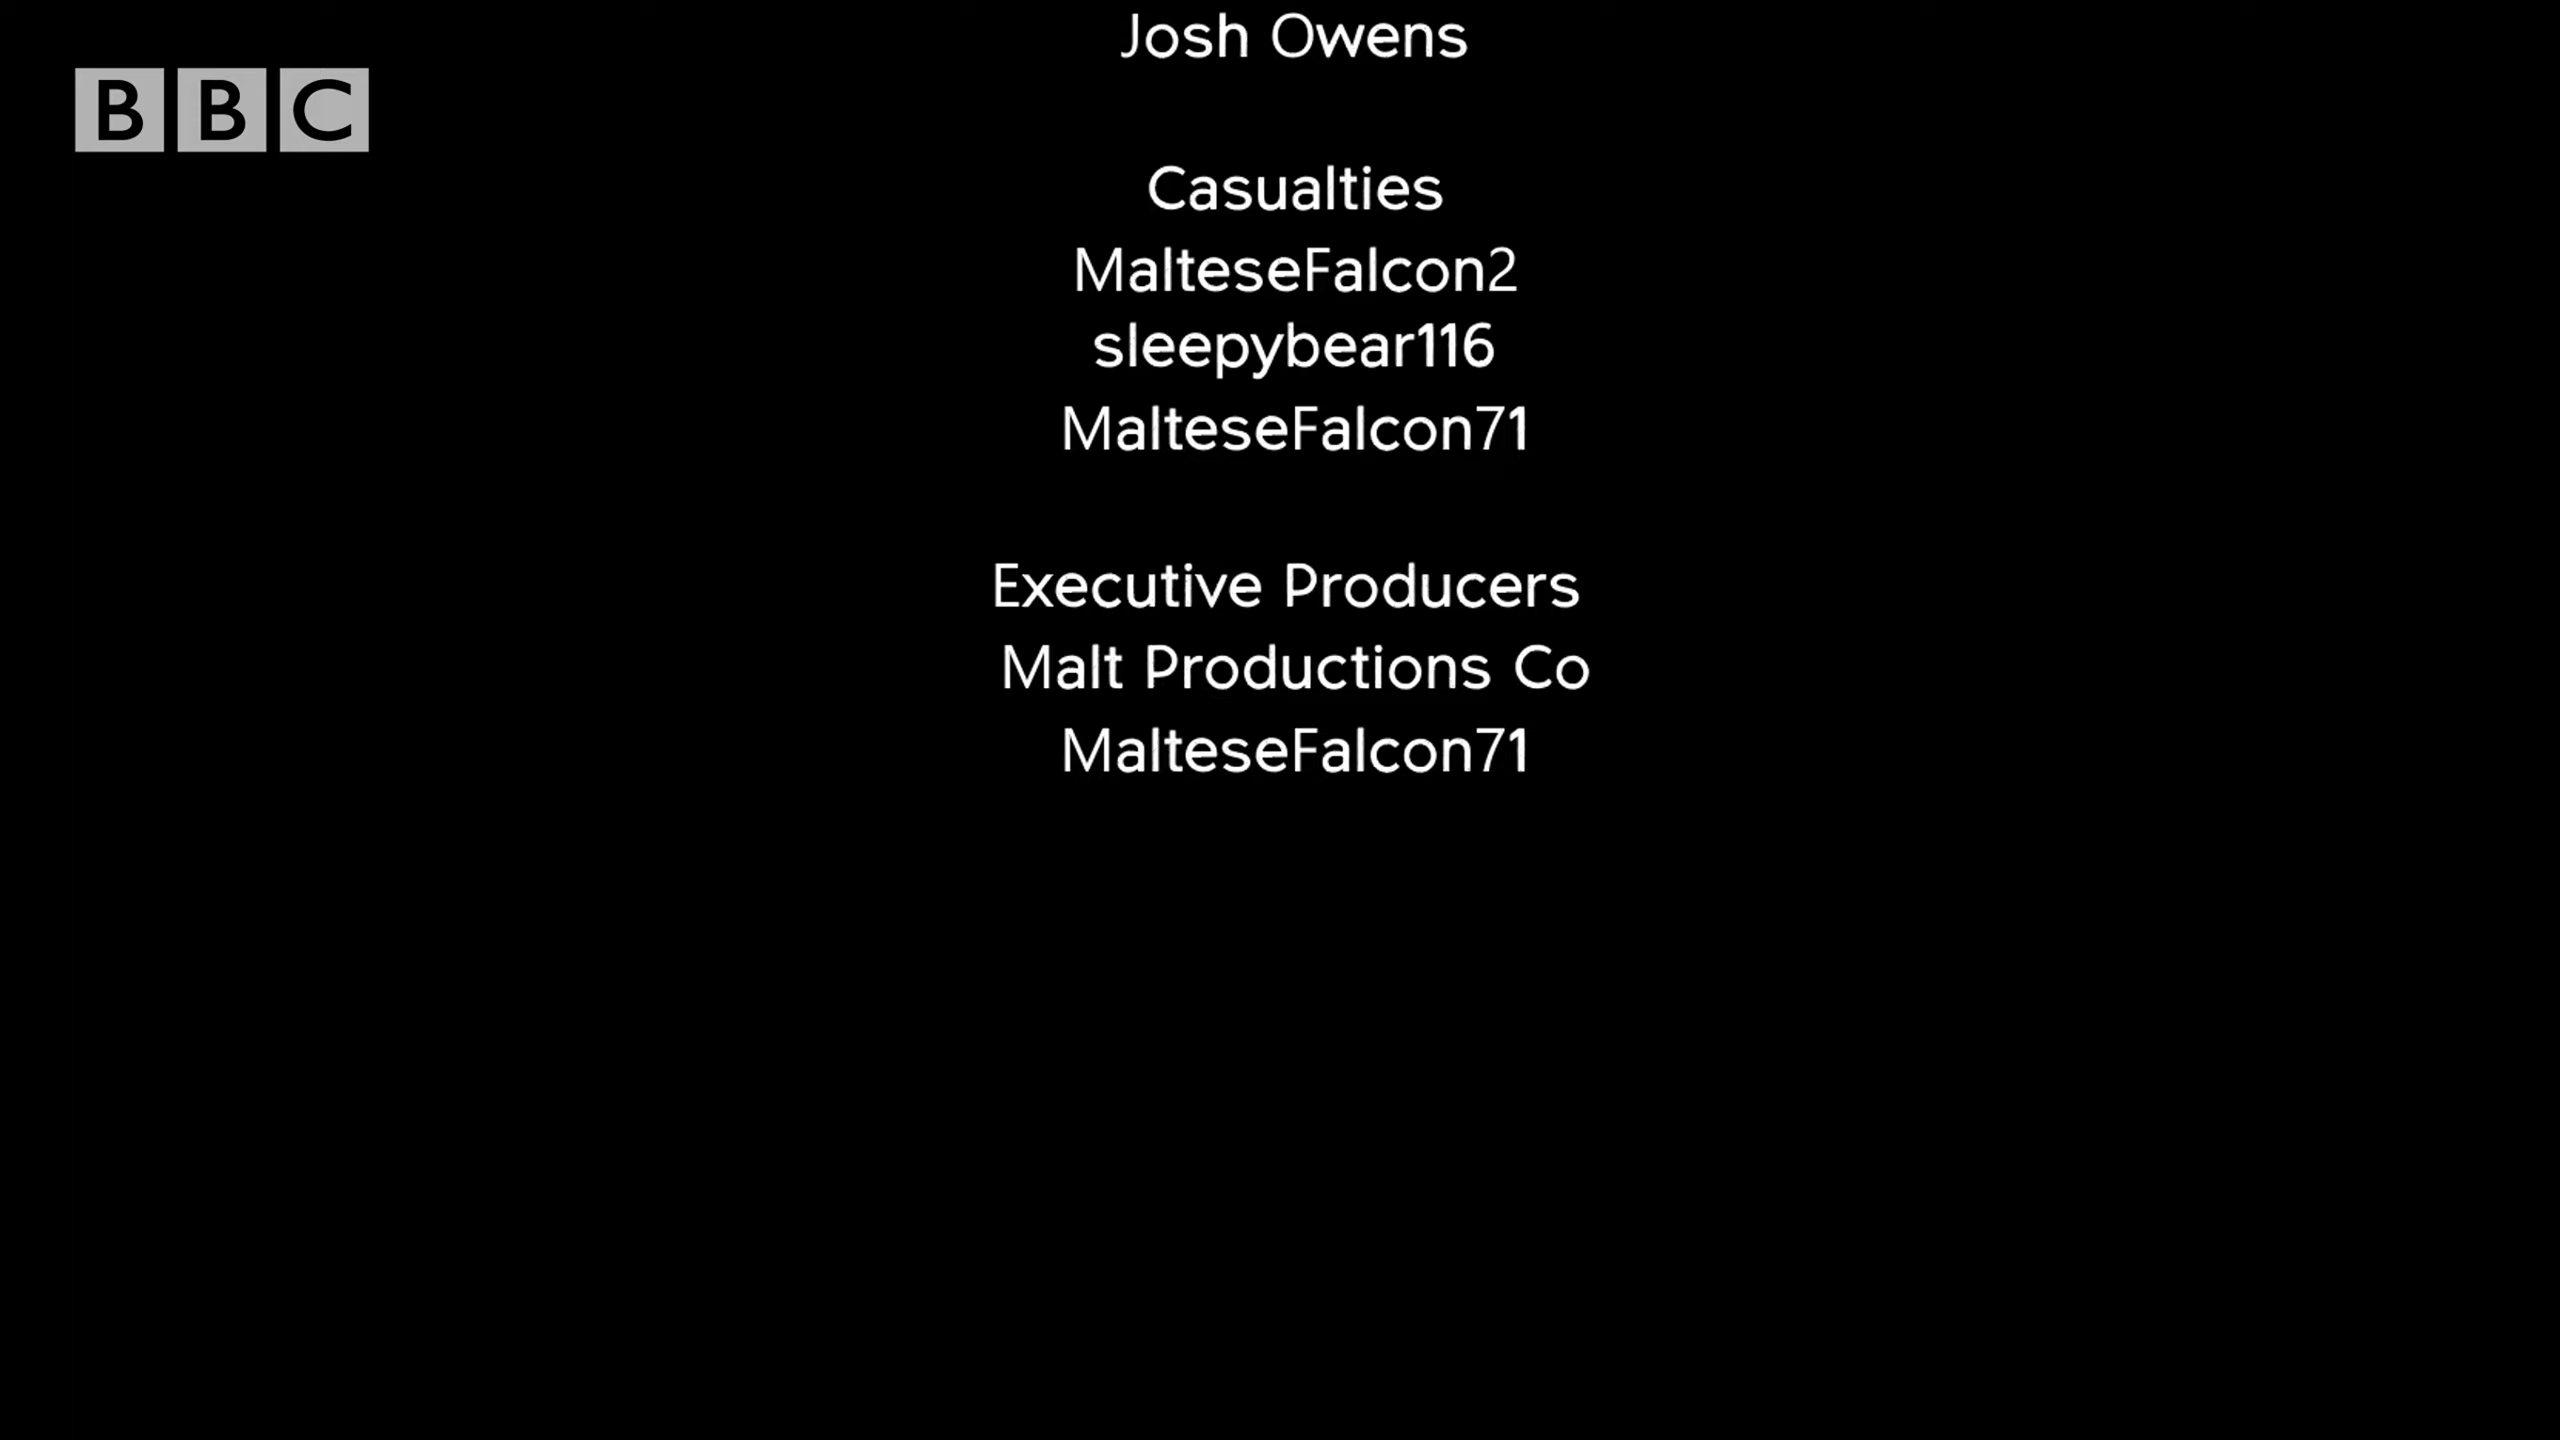 Josh Owens
BBC
Casualties
MalteseFalcon2
sleepybear116
MalteseFalcon71
Executive Producers
Malt Productions Co
MalteseFalcon71